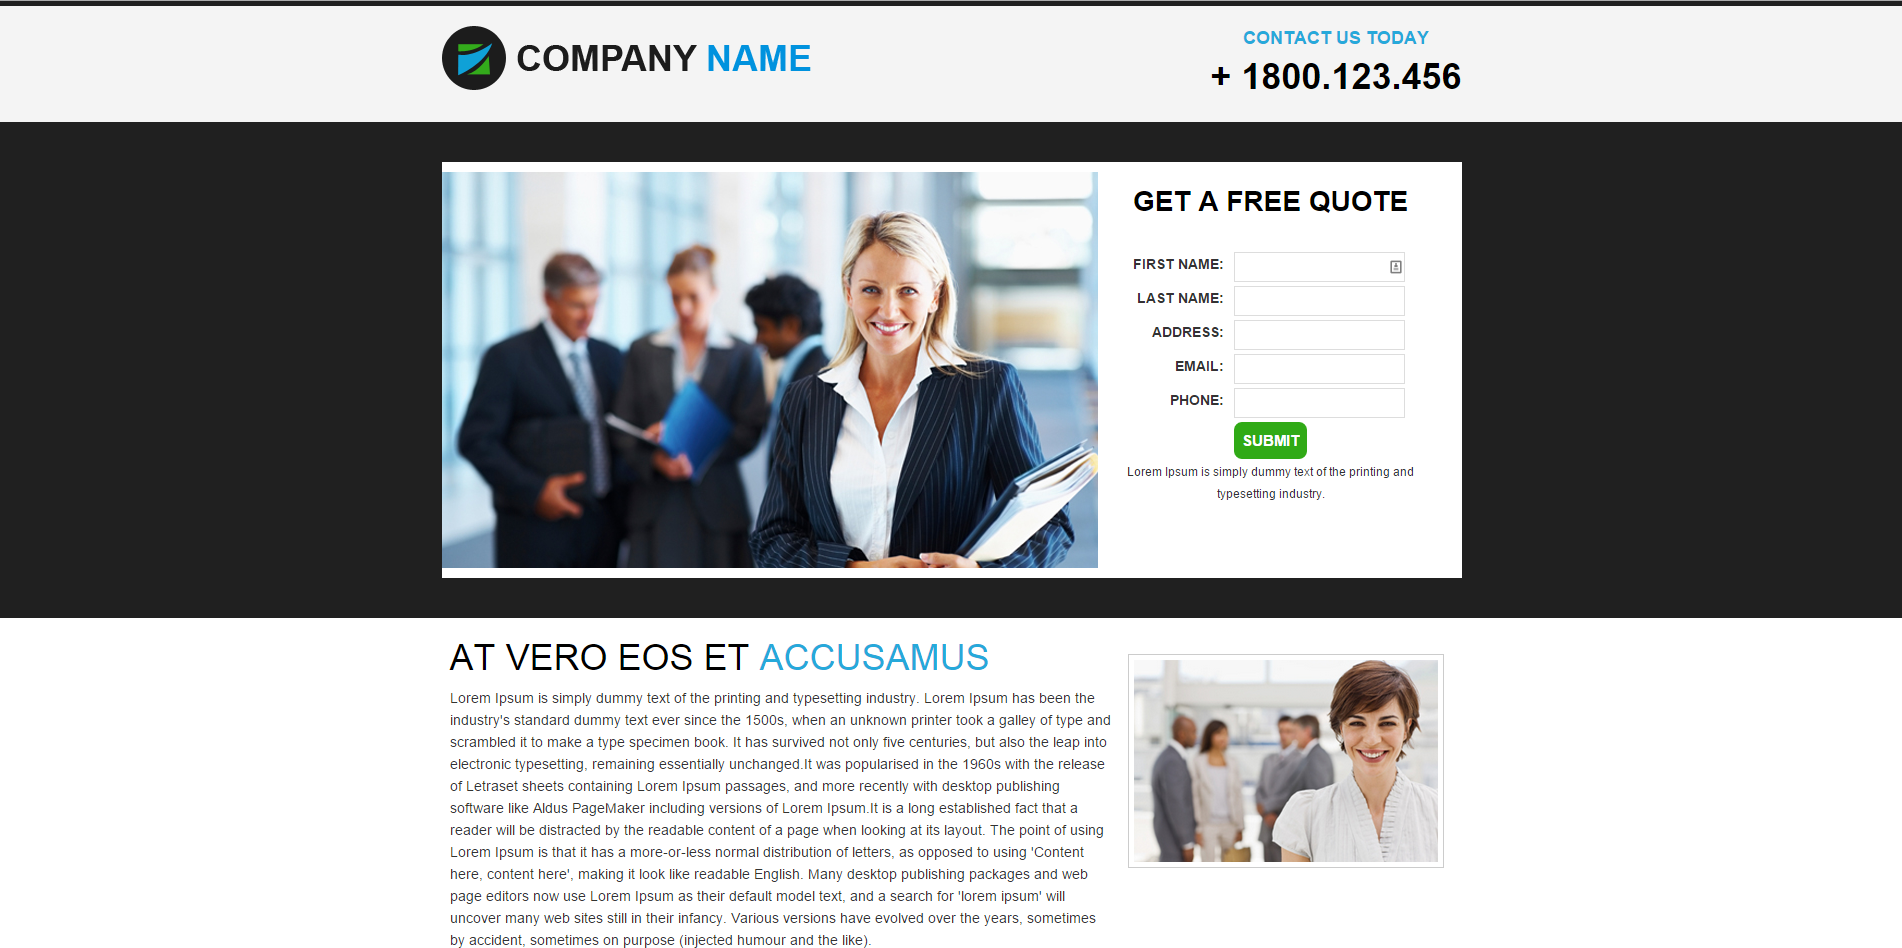 COMPANY NAME
CONTACT US TODAY
+ 1800.123.456
GET A FREE QUOTE
FIRST NAME:
LAST NAME:
ADDRESS:
EMAIL:
PHONE:
SUBMIT
Lorem Ipsum is simply dummy text of the printing and
typesetting industry.
AT VERO EOS ET ACCUSAMUS
Lorem Ipsum is simply dummy text of the printing and typesetting industry. Lorem Ipsum has been the
industry's standard dummy text ever since the 1500s, when an unknown printer took a galley of type and
scrambled it to make a type specimen book. It has survived not only five centuries, but also the leap into
electronic typesetting, remaining essentially unchanged.It was popularised in the 1960s with the release
of Letraset sheets containing Lorem Ipsum passages, and more recently with desktop publishing
software like Aldus PageMaker including versions of Lorem Ipsum.It is a long established fact that a
reader will be distracted by the readable content of a page when looking at its layout. The point of using
Lorem Ipsum is that it has a more-or-less normal distribution of letters, as opposed to using 'Content
here, content here', making it look like readable English. Many desktop publishing packages and web
page editors now use Lorem Ipsum as their default model text, and a search for 'lorem ipsum' will
uncover many web sites still in their infancy. Various versions have evolved over the years, sometimes
by accident, sometimes on purpose (injected humour and the like).